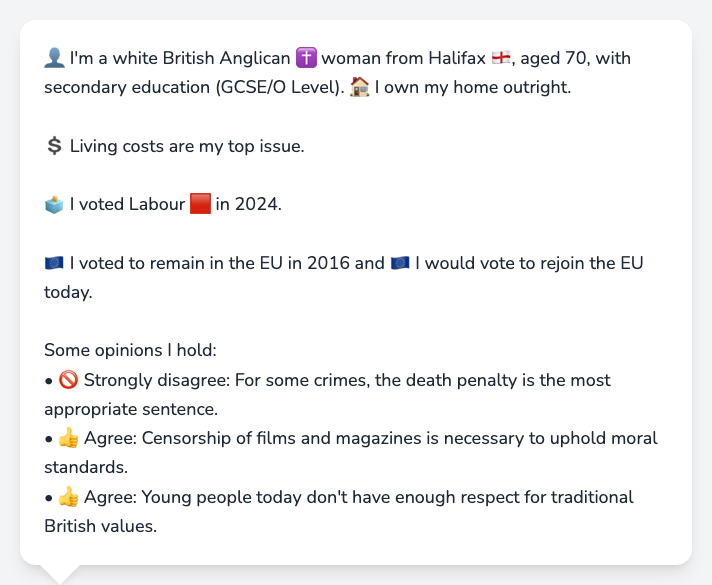 👤 I'm a white British Anglican ✝️ woman from Halifax 🏴󠁧󠁢󠁥󠁮󠁧󠁿, aged 70, with
secondary education (GCSE/O Level). 🏠 I own my home outright.
💲 Living costs are my top issue.
🗳️ I voted Labour 🟥 in 2024.
🇪🇺 I voted to remain in the EU in 2016 and 🇪🇺 I would vote to rejoin the EU
today.
Some opinions I hold:
• 🚫 Strongly disagree: For some crimes, the death penalty is the most
appropriate sentence.
• 👍 Agree: Censorship of films and magazines is necessary to uphold moral
standards.
• 👍 Agree: Young people today don't have enough respect for traditional
British values.